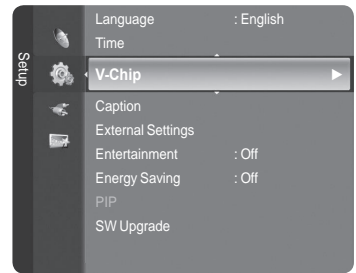 Setup
Language : English
Time
V-Chip
Caption
External Settings
Entertainment : Off
Energy Saving : Off
PIP
SW Upgrade